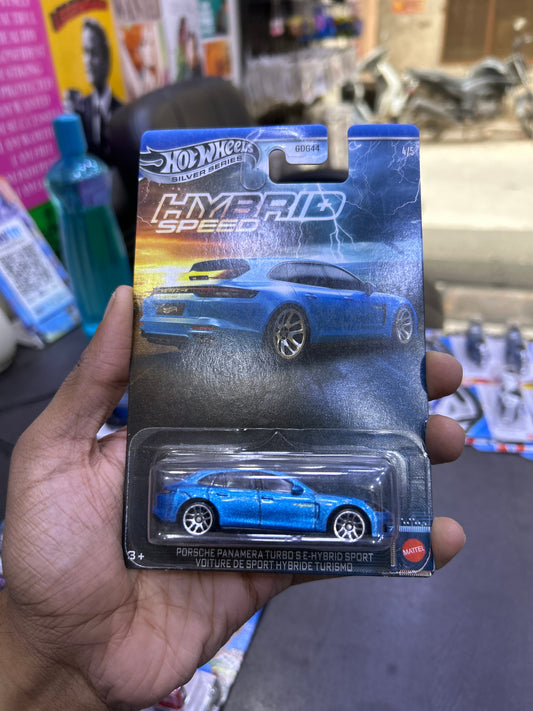 HOT WHEELS
SILVER SERIES
GDG44
4/5
HYBRID
SPEED
PORSCHE PANAMERA TURBO S E-HYBRID SPORT
VOITURE DE SPORT HYBRIDE TURISMO
3+
MATTEL